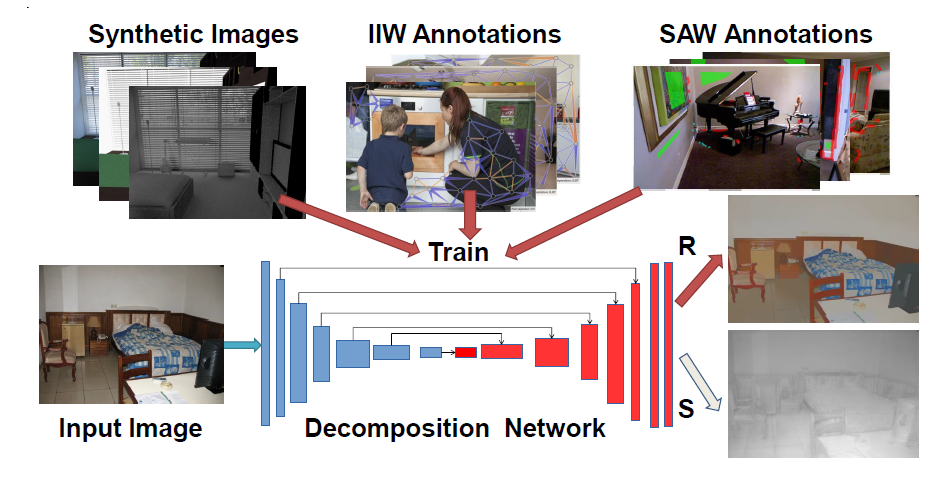 Synthetic Images
IIW Annotations
SAW Annotations
Train
R
Input Image
Decomposition Network
S